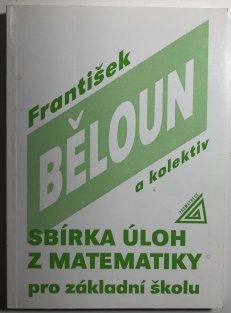 František
BĚLOUN
a kolektiv
SBÍRKA ÚLOH
Z MATEMATIKY
pro základní školu